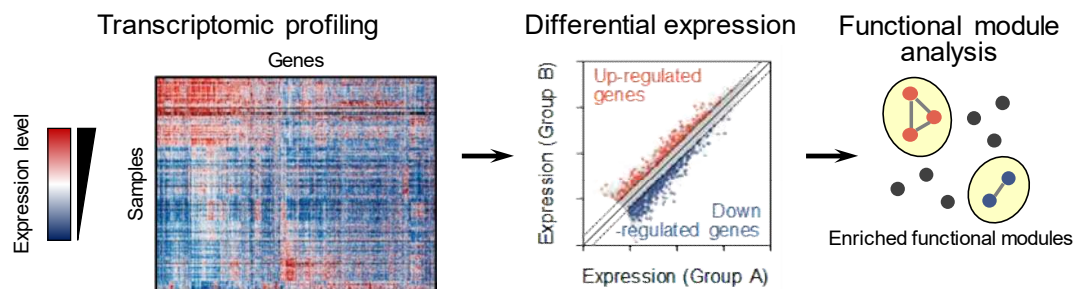 Transcriptomic profiling
Genes
Expression level
Samples
Differential expression
Expression (Group B)
Up-regulated
genes
Down
-regulated genes
Expression (Group A)
Functional module
analysis
Enriched functional modules